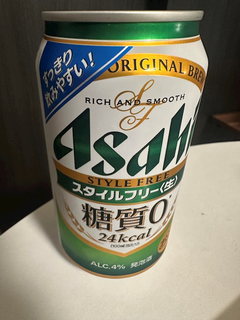 すっきり
飲みやすい!
ORIGINAL BRE
RICH AND SMOOTH
SF
Asahi
STYLE FREE
スタイルフリー〈生〉
糖質0
24kcal
ALC.4% 発泡酒